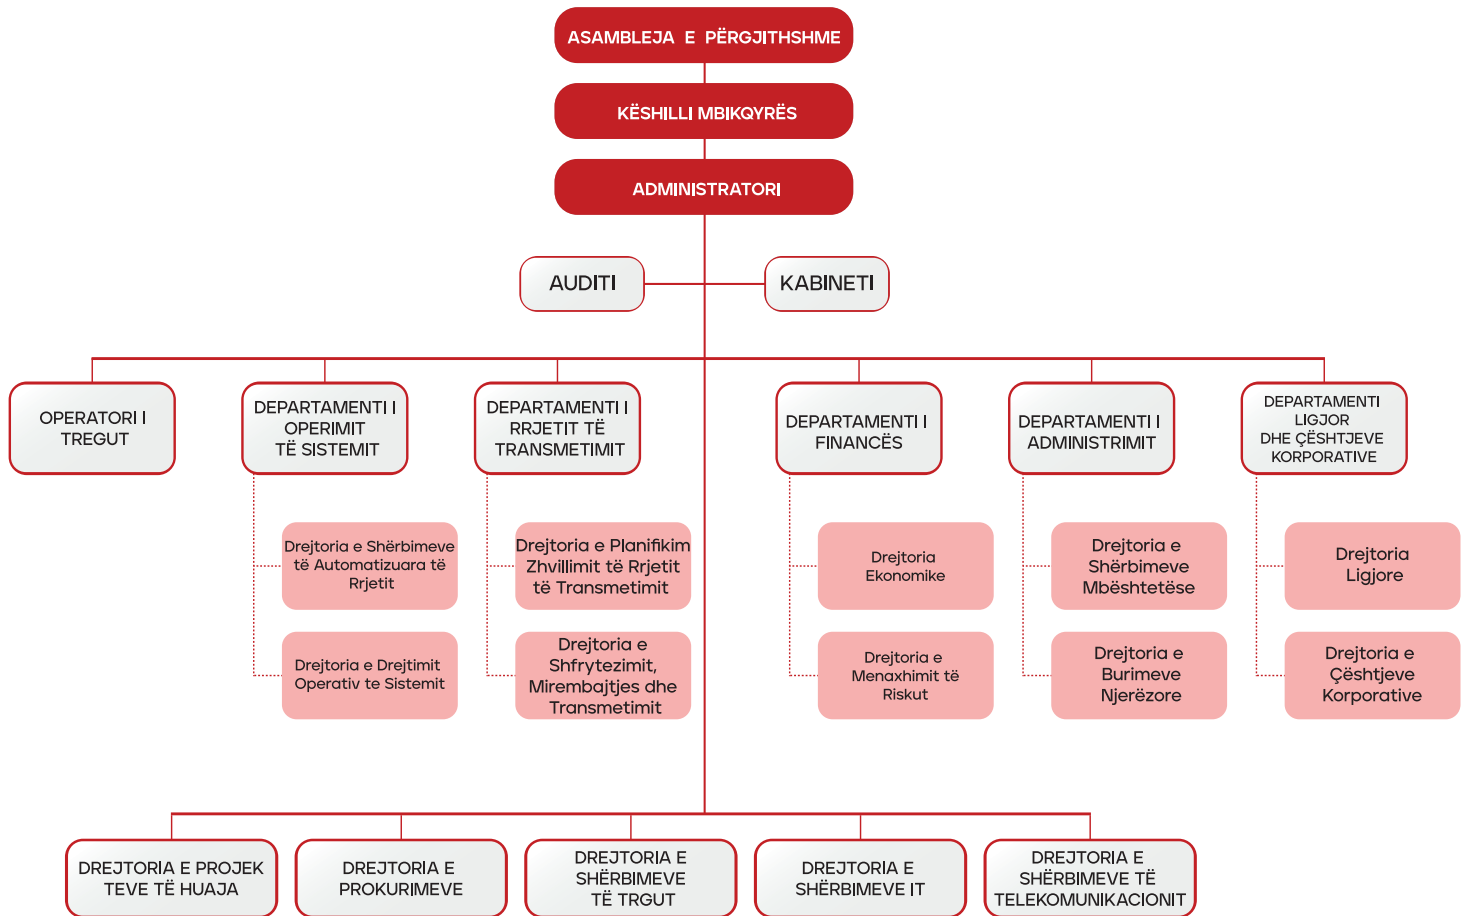 ASAMBLEJA E PËRGJITHSHME
KËSHILLI MBIKQYRËS
ADMINISTRATORI
AUDITI
KABINETI
OPERATORI I
TREGUT
DEPARTAMENTI I
OPERIMIT
TË SISTEMIT
DEPARTAMENTI I
RRJETIT TË
TRANSMETIMIT
DEPARTAMENTI I
FINANCËS
DEPARTAMENTI I
ADMINISTRIMIT
DEPARTAMENTI
LIGJOR
DHE ÇËSHTJEVE
KORPORATIVE
Drejtoria e Shërbimeve
të Automatizuara të
Rrjetit
Drejtoria e Planifikim
Zhvillimit të Rrjetit
të Transmetimit
Drejtoria
Ekonomike
Drejtoria e
Shërbimeve
Mbështetëse
Drejtoria
Ligjore
Drejtoria e Drejtimit
Operativ te Sistemit
Drejtoria e
Shfrytezimit,
Mirembajtjes dhe
Transmetimit
Drejtoria e
Menaxhimit të
Riskut
Drejtoria e
Burimeve
Njerëzore
Drejtoria e
Çështjeve
Korporative
DREJTORIA E PROJEK
TEVE TË HUAJA
DREJTORIA E
PROKURIMEVE
DREJTORIA E
SHËRBIMEVE
TË TRGUT
DREJTORIA E
SHËRBIMEVE IT
DREJTORIA E
SHËRBIMEVE TË
TELEKOMUNIKACIONIT